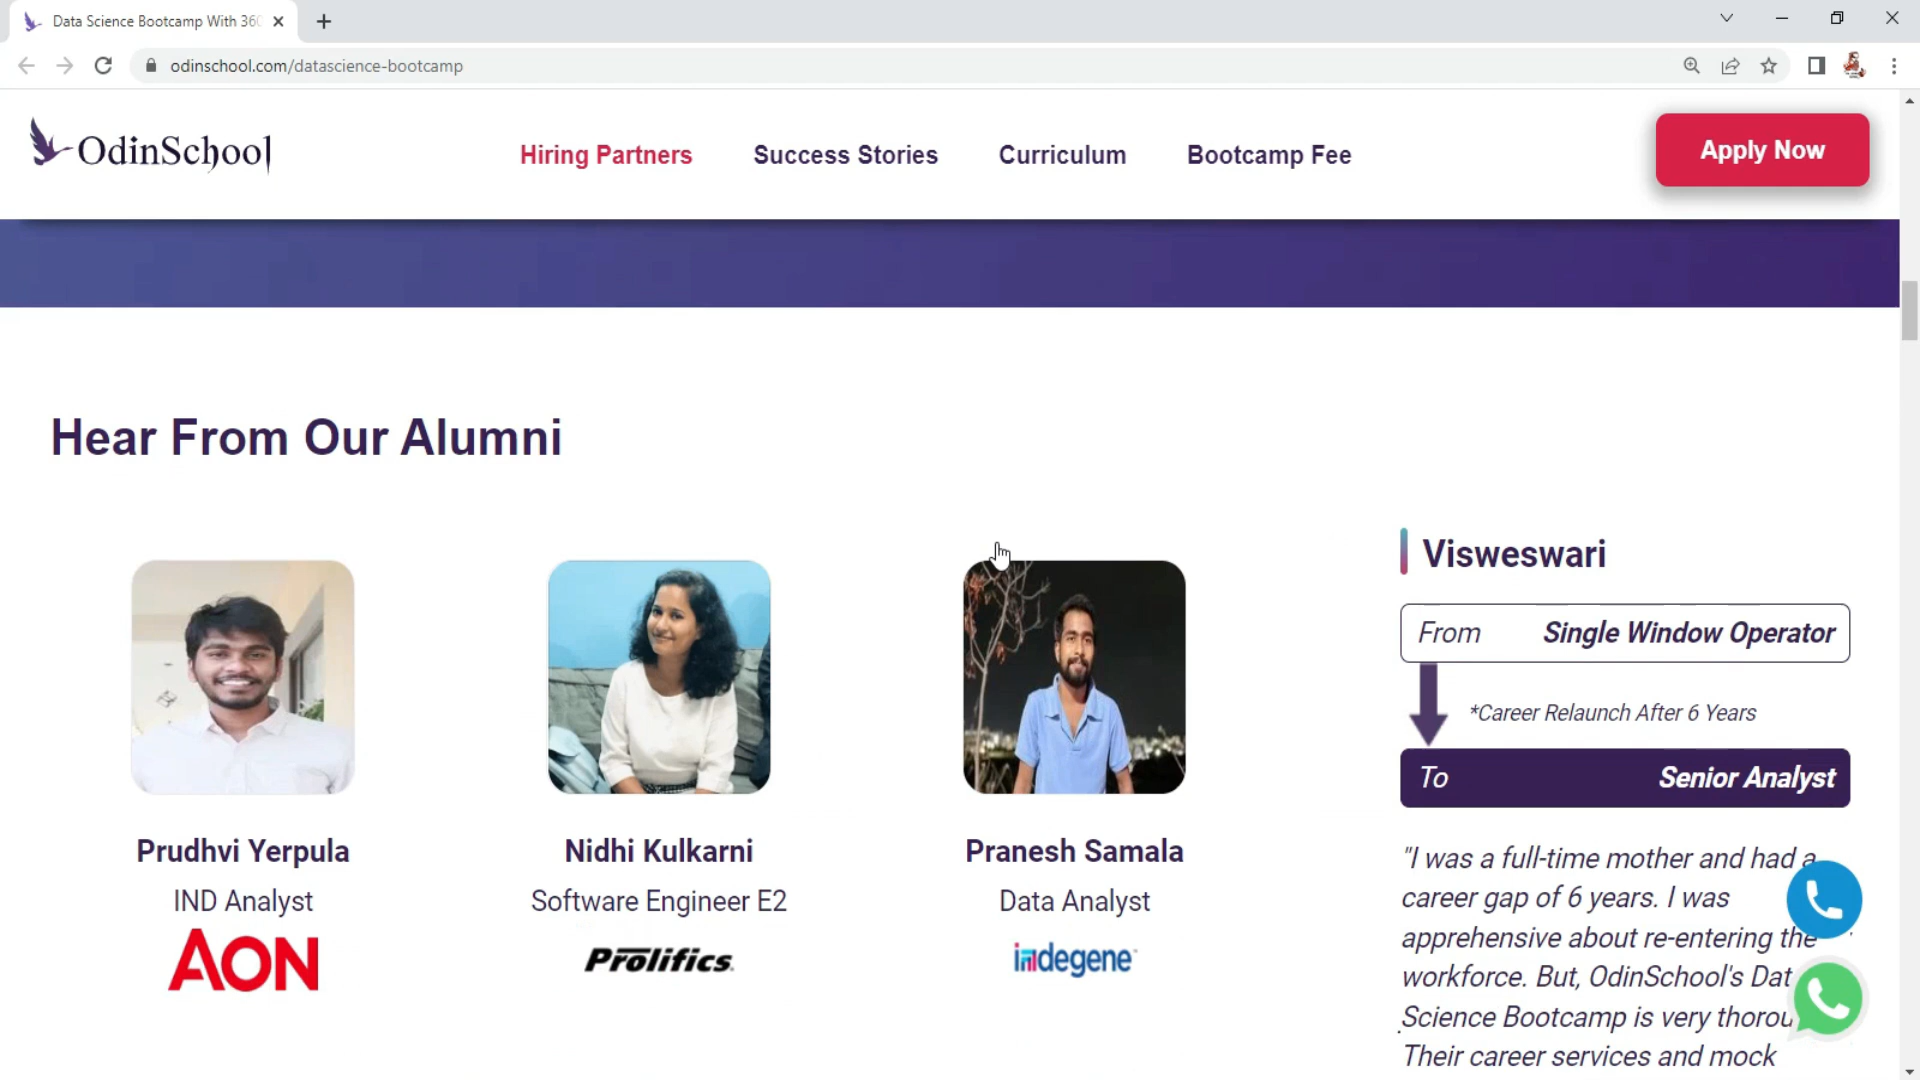 Data Science Bootcamp With 360
odinschool.com/datascience-bootcamp
OdinSchool
Hiring Partners
Success Stories
Curriculum
Bootcamp Fee
Apply Now
Hear From Our Alumni
Prudhvi Yerpula
IND Analyst
AON
Nidhi Kulkarni
Software Engineer E2
Prolifics
Pranesh Samala
Data Analyst
indegene
Visweswari
From Single Window Operator
*Career Relaunch After 6 Years
To Senior Analyst
"I was a full-time mother and had a
career gap of 6 years. I was
apprehensive about re-entering the
workforce. But, OdinSchool's Dat
Science Bootcamp is very thorou
Their career services and mock